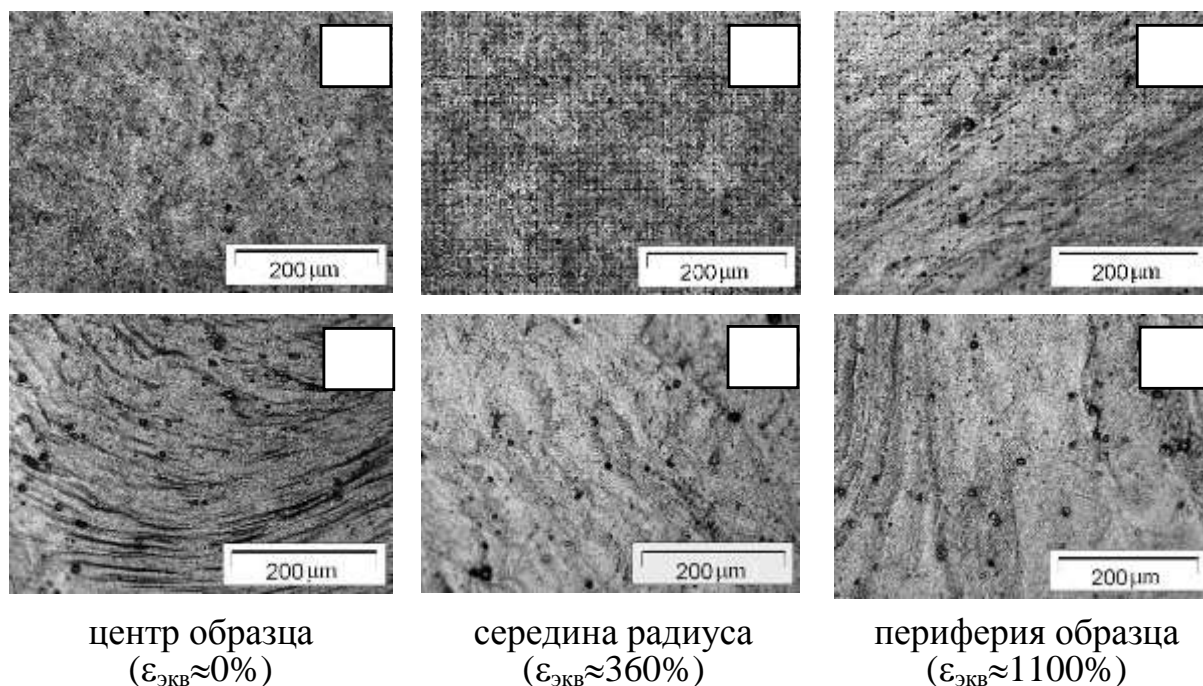 200 µm
200 µm
200 µm
200 µm
200 µm
200 µm
центр образца
(εэкв≈0%)
середина радиуса
(εэкв≈360%)
периферия образца
(εэкв≈1100%)